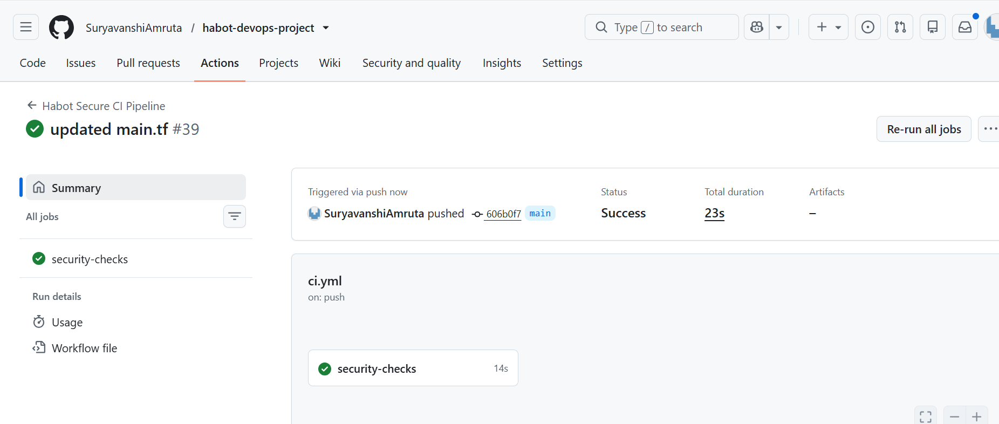 SuryavanshiAmruta / habot-devops-project
Type / to search
Code Issues Pull requests Actions Projects Wiki Security and quality Insights Settings
Habot Secure CI Pipeline
updated main.tf #39
Re-run all jobs
Summary
All jobs
security-checks
Run details
Usage
Workflow file
Triggered via push now
SuryavanshiAmruta pushed 606b0f7 main
Status
Success
Total duration
23s
Artifacts
–
ci.yml
on: push
security-checks 14s